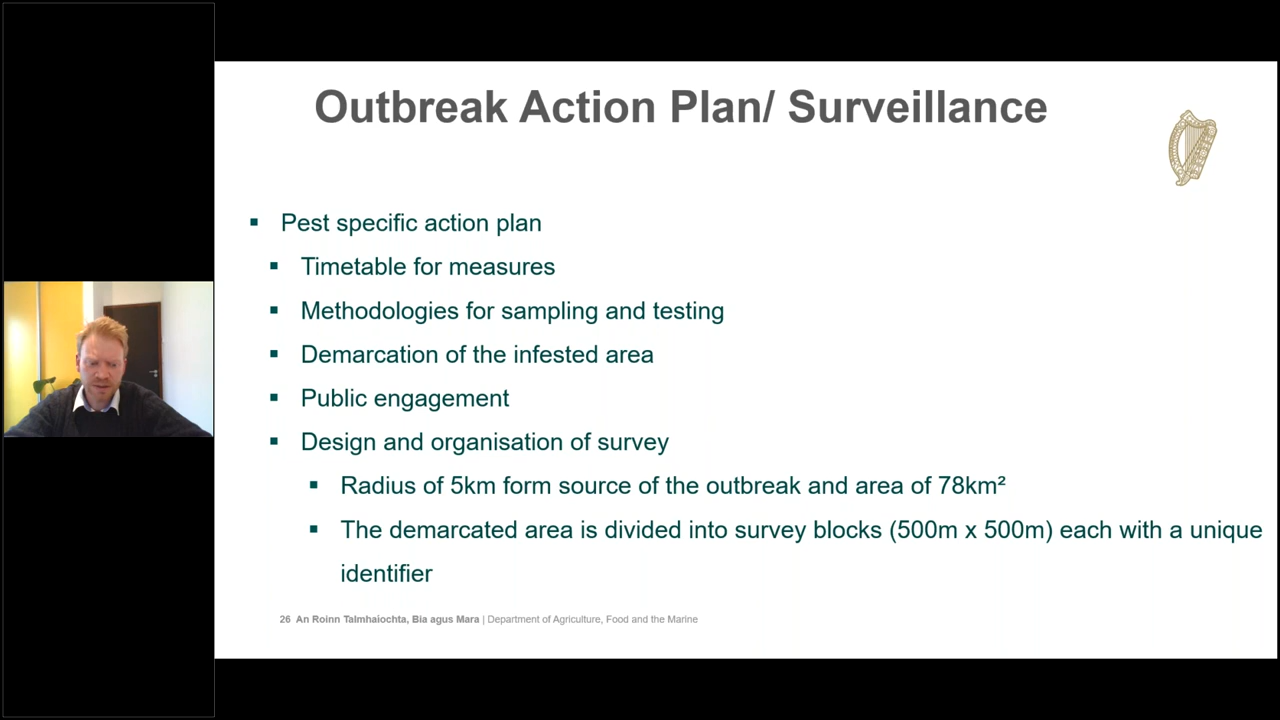 Outbreak Action Plan/ Surveillance
▪ Pest specific action plan
▪ Timetable for measures
▪ Methodologies for sampling and testing
▪ Demarcation of the infested area
▪ Public engagement
▪ Design and organisation of survey
▪ Radius of 5km form source of the outbreak and area of 78km²
▪ The demarcated area is divided into survey blocks (500m x 500m) each with a unique
identifier
26 An Roinn Talmhaíochta, Bia agus Mara | Department of Agriculture, Food and the Marine